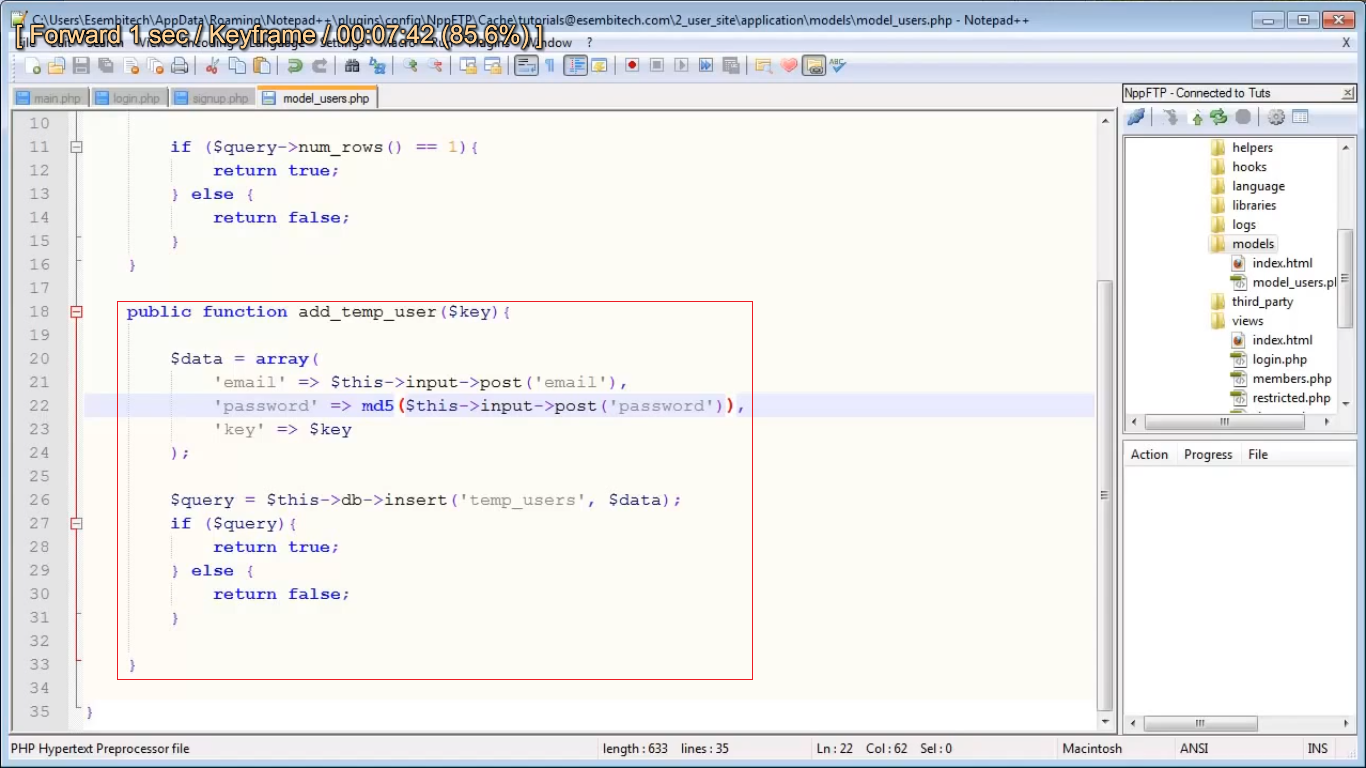 C:\Users\Esembitech\AppData\Roaming\Notepad++\plugins\config\NppFTP\Cache\tutorials@esembitech.com\2_user_site\application\models\model_users.php - Notepad++
[ Forward 1 sec / Keyframe / 00:07:42 (85.6%) ]
Window ? X
main.php login.php signup.php model_users.php
NppFTP - Connected to Tuts
10
11 if ($query->num_rows() == 1){
12 return true;
13 } else {
14 return false;
15 }
16 }
17
18 public function add_temp_user($key){
19
20 $data = array(
21 'email' => $this->input->post('email'),
22 'password' => md5($this->input->post('password')),
23 'key' => $key
24 );
25
26 $query = $this->db->insert('temp_users', $data);
27 if ($query){
28 return true;
29 } else {
30 return false;
31 }
32
33 }
34
35 }
helpers
hooks
language
libraries
logs
models
index.html
model_users.pl
third_party
views
index.html
login.php
members.php
restricted.php
Action Progress File
PHP Hypertext Preprocessor file length : 633 lines : 35 Ln : 22 Col : 62 Sel : 0 Macintosh ANSI INS